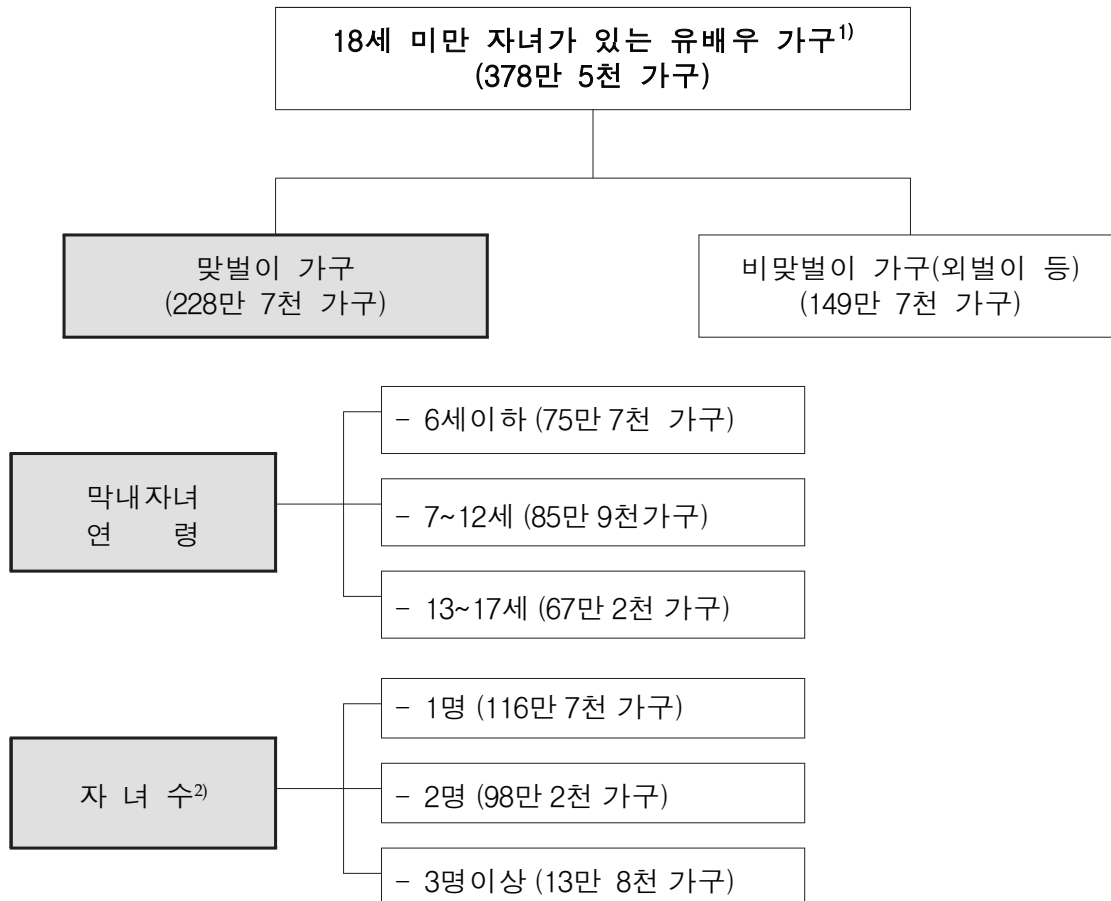 18세 미만 자녀가 있는 유배우 가구1)
(378만 5천 가구)
맞벌이 가구
(228만 7천 가구)
비맞벌이 가구(외벌이 등)
(149만 7천 가구)
막내자녀
연 령
- 6세이하 (75만 7천 가구)
- 7~12세 (85만 9천가구)
- 13~17세 (67만 2천 가구)
자 녀 수2)
- 1명 (116만 7천 가구)
- 2명 (98만 2천 가구)
- 3명이상 (13만 8천 가구)